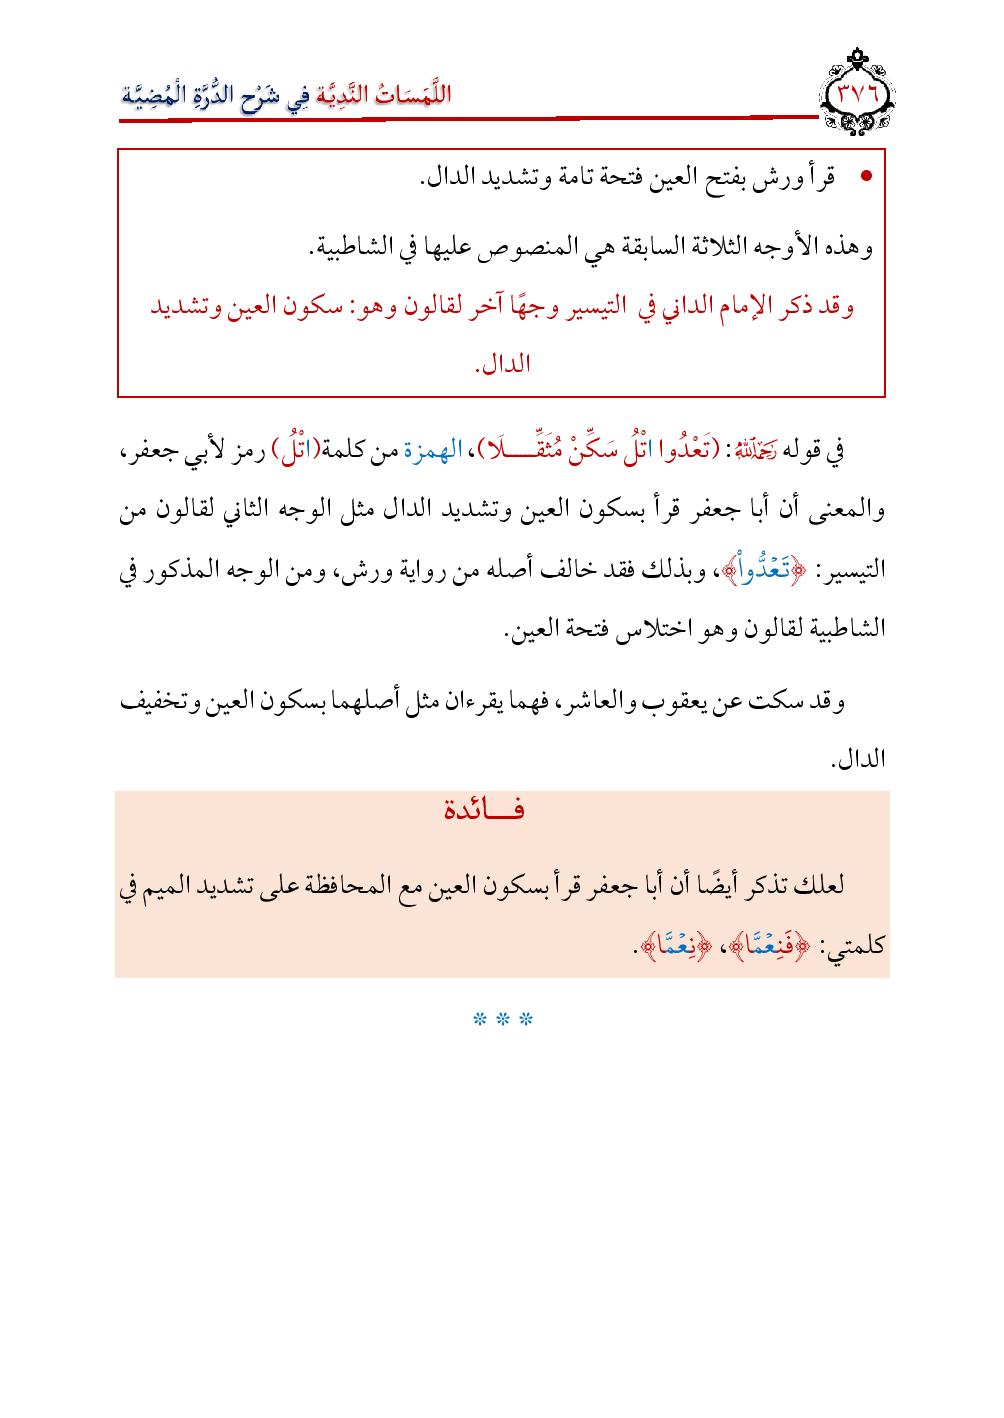 اللَّمَسَاتُ النَّدِيَّة فِي شَرْح الدُّرَّةِ الْمُضِيَّة
٣٧٦
• قرأ ورش بفتح العين فتحة تامة وتشديد الدال.
وهذه الأوجه الثلاثة السابقة هي المنصوص عليها في الشاطبية.
وقد ذكر الإمام الداني في التيسير وجهًا آخر لقالون وهو: سكون العين وتشديد
الدال.
في قوله رَحِمَهُ اللَّهُ: (تَعْدُوا اتْلُ سَكِّنْ مُثَقِّـــلَا)، الهمزة من كلمة(اتْلُ) رمز لأبي جعفر،
والمعنى أن أبا جعفر قرأ بسكون العين وتشديد الدال مثل الوجه الثاني لقالون من
التيسير: ﴿تَعۡدُّواْ﴾، وبذلك فقد خالف أصله من رواية ورش، ومن الوجه المذكور في
الشاطبية لقالون وهو اختلاس فتحة العين.
وقد سكت عن يعقوب والعاشر، فهما يقرءان مثل أصلهما بسكون العين وتخفيف
الدال.
فـــائدة
لعلك تذكر أيضًا أن أبا جعفر قرأ بسكون العين مع المحافظة على تشديد الميم في
كلمتي: ﴿فَنِعۡمَّا﴾، ﴿نِعۡمَّا﴾.
* * *